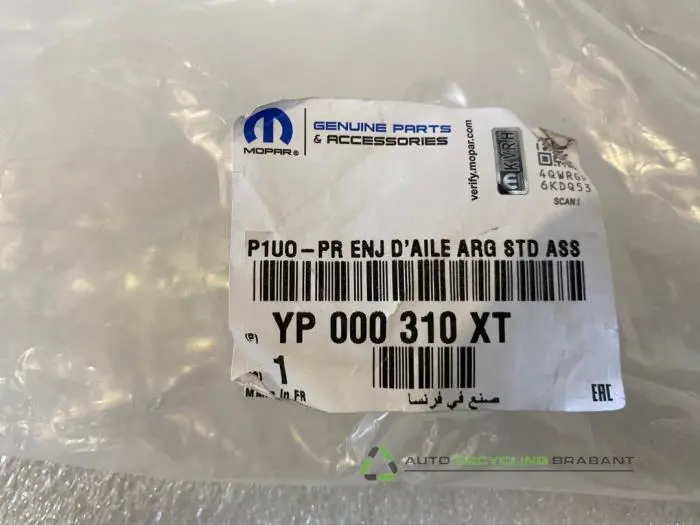 MOPAR®
GENUINE PARTS
& ACCESSORIES
verify.mopar.com
KVRH
4QWRG
6KDQ53
SCAN!
P1UO-PR ENJ D'AILE ARG STD ASS
(P) YP 000 310 XT
1
Made in FR
صنع في فرنسا
EAC
AUTO RECYCLING BRABANT